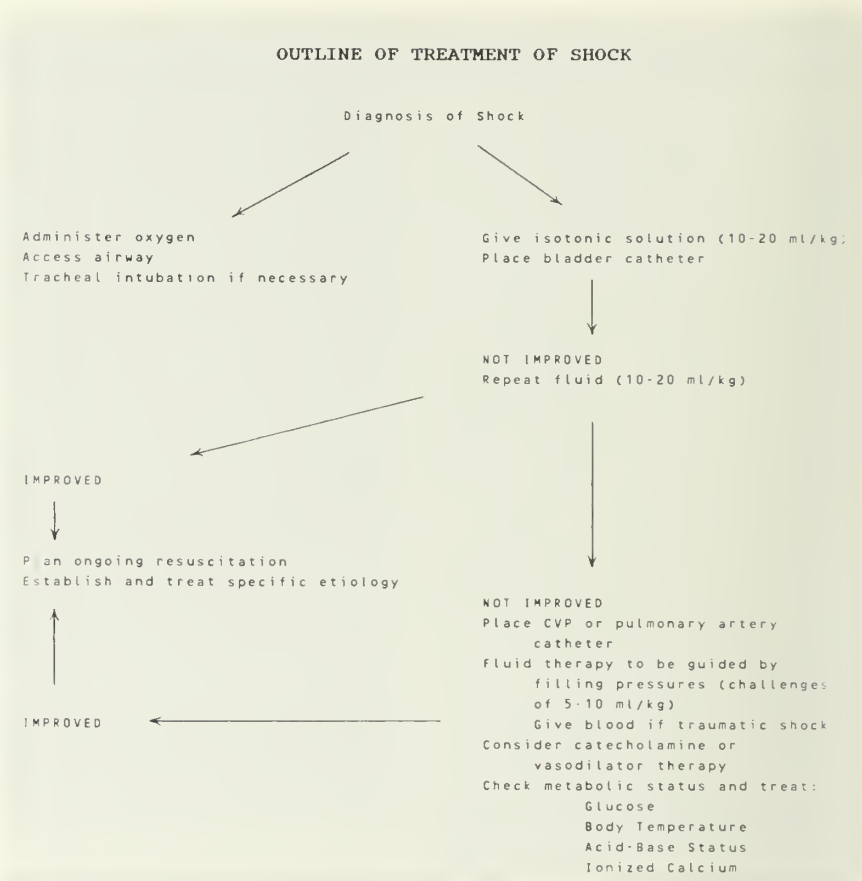 OUTLINE OF TREATMENT OF SHOCK
Diagnosis of Shock
Administer oxygen
Access airway
Tracheal intubation if necessary
Give isotonic solution (10-20 ml/kg)
Place bladder catheter
NOT IMPROVED
Repeat fluid (10-20 ml/kg)
IMPROVED
Plan ongoing resuscitation
Establish and treat specific etiology
IMPROVED
NOT IMPROVED
Place CVP or pulmonary artery
catheter
Fluid therapy to be guided by
filling pressures (challenges
of 5-10 ml/kg)
Give blood if traumatic shock
Consider catecholamine or
vasodilator therapy
Check metabolic status and treat:
Glucose
Body Temperature
Acid-Base Status
Ionized Calcium